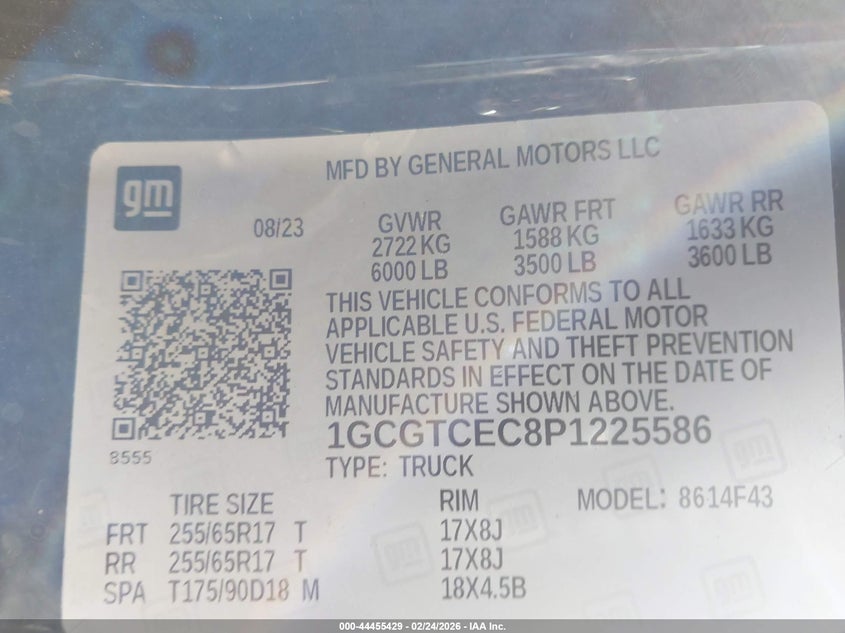 gm
MFD BY GENERAL MOTORS LLC
08/23 GVWR GAWR FRT GAWR RR
2722 KG 1588 KG 1633 KG
6000 LB 3500 LB 3600 LB
THIS VEHICLE CONFORMS TO ALL
APPLICABLE U.S. FEDERAL MOTOR
VEHICLE SAFETY AND THEFT PREVENTION
STANDARDS IN EFFECT ON THE DATE OF
MANUFACTURE SHOWN ABOVE.
1GCGTCEC8P1225586
8555
TYPE: TRUCK
TIRE SIZE RIM MODEL: 8614F43
FRT 255/65R17 T 17X8J
RR 255/65R17 T 17X8J
SPA T175/90D18 M 18X4.5B
000-44455429 - 02/24/2026 - IAA Inc.